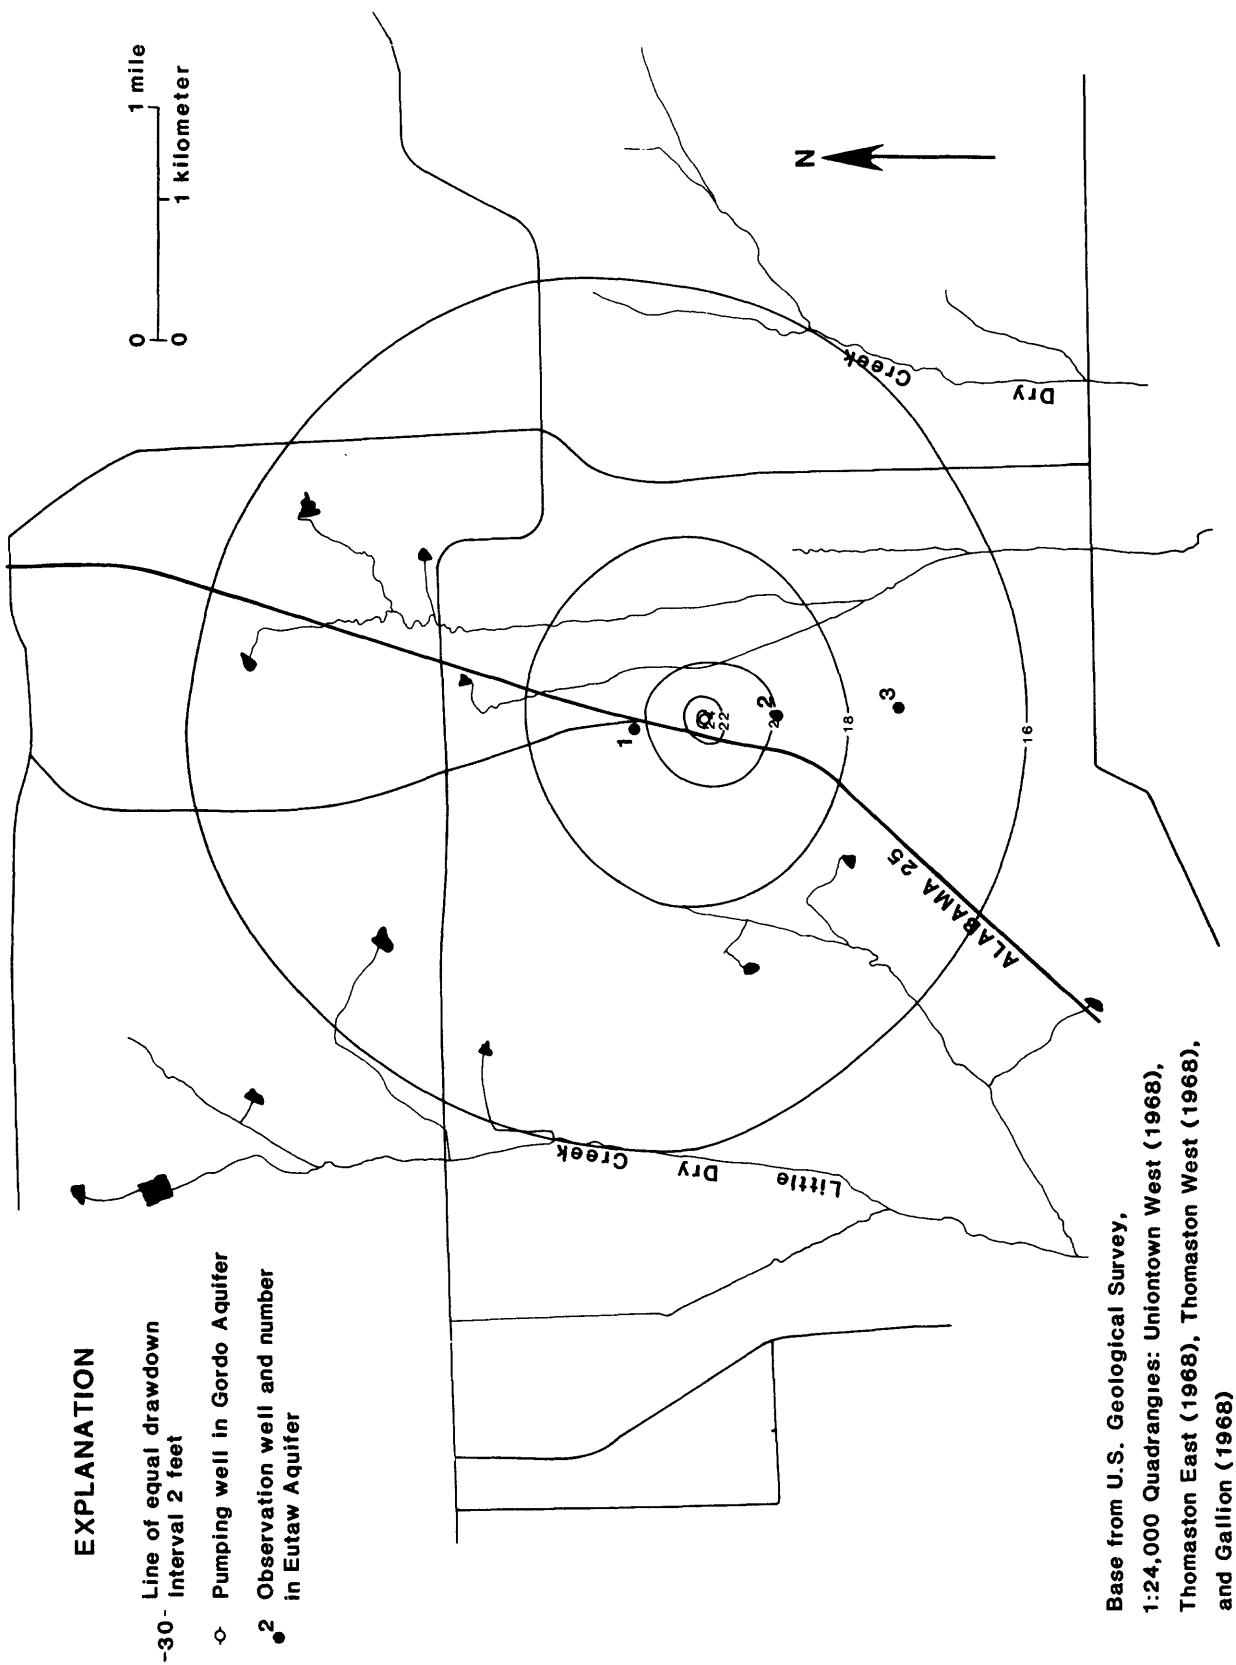 EXPLANATION
-30- Line of equal drawdown
Interval 2 feet
Pumping well in Gordo Aquifer
2 Observation well and number
in Eutaw Aquifer
0 1 mile
0 1 kilometer
N
Little Dry Creek
Dry Creek
ALABAMA 25
1
2
3
24
22
18
16
Base from U.S. Geological Survey,
1:24,000 Quadrangles: Uniontown West (1968),
Thomaston East (1968), Thomaston West (1968),
and Gallion (1968)